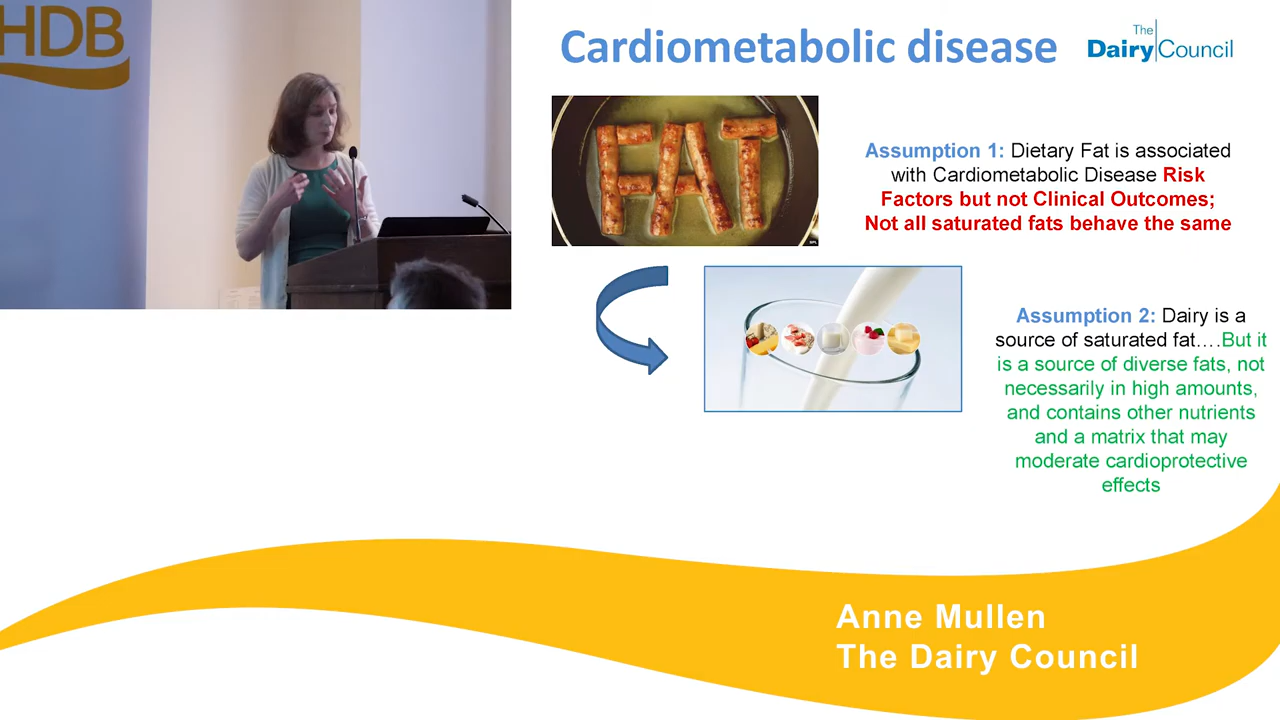 HDB
Cardiometabolic disease
The
Dairy Council
FAT
Assumption 1: Dietary Fat is associated
with Cardiometabolic Disease Risk
Factors but not Clinical Outcomes;
Not all saturated fats behave the same
Assumption 2: Dairy is a
source of saturated fat....But it
is a source of diverse fats, not
necessarily in high amounts,
and contains other nutrients
and a matrix that may
moderate cardioprotective
effects
Anne Mullen
The Dairy Council